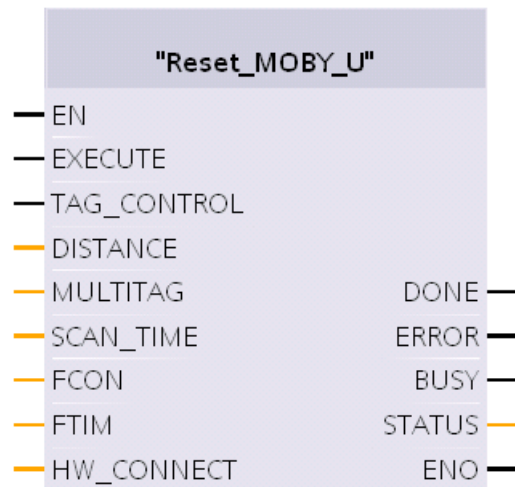 "Reset_MOBY_U"
EN
EXECUTE
TAG_CONTROL
DISTANCE
MULTITAG DONE
SCAN_TIME ERROR
FCON BUSY
FTIM STATUS
HW_CONNECT ENO